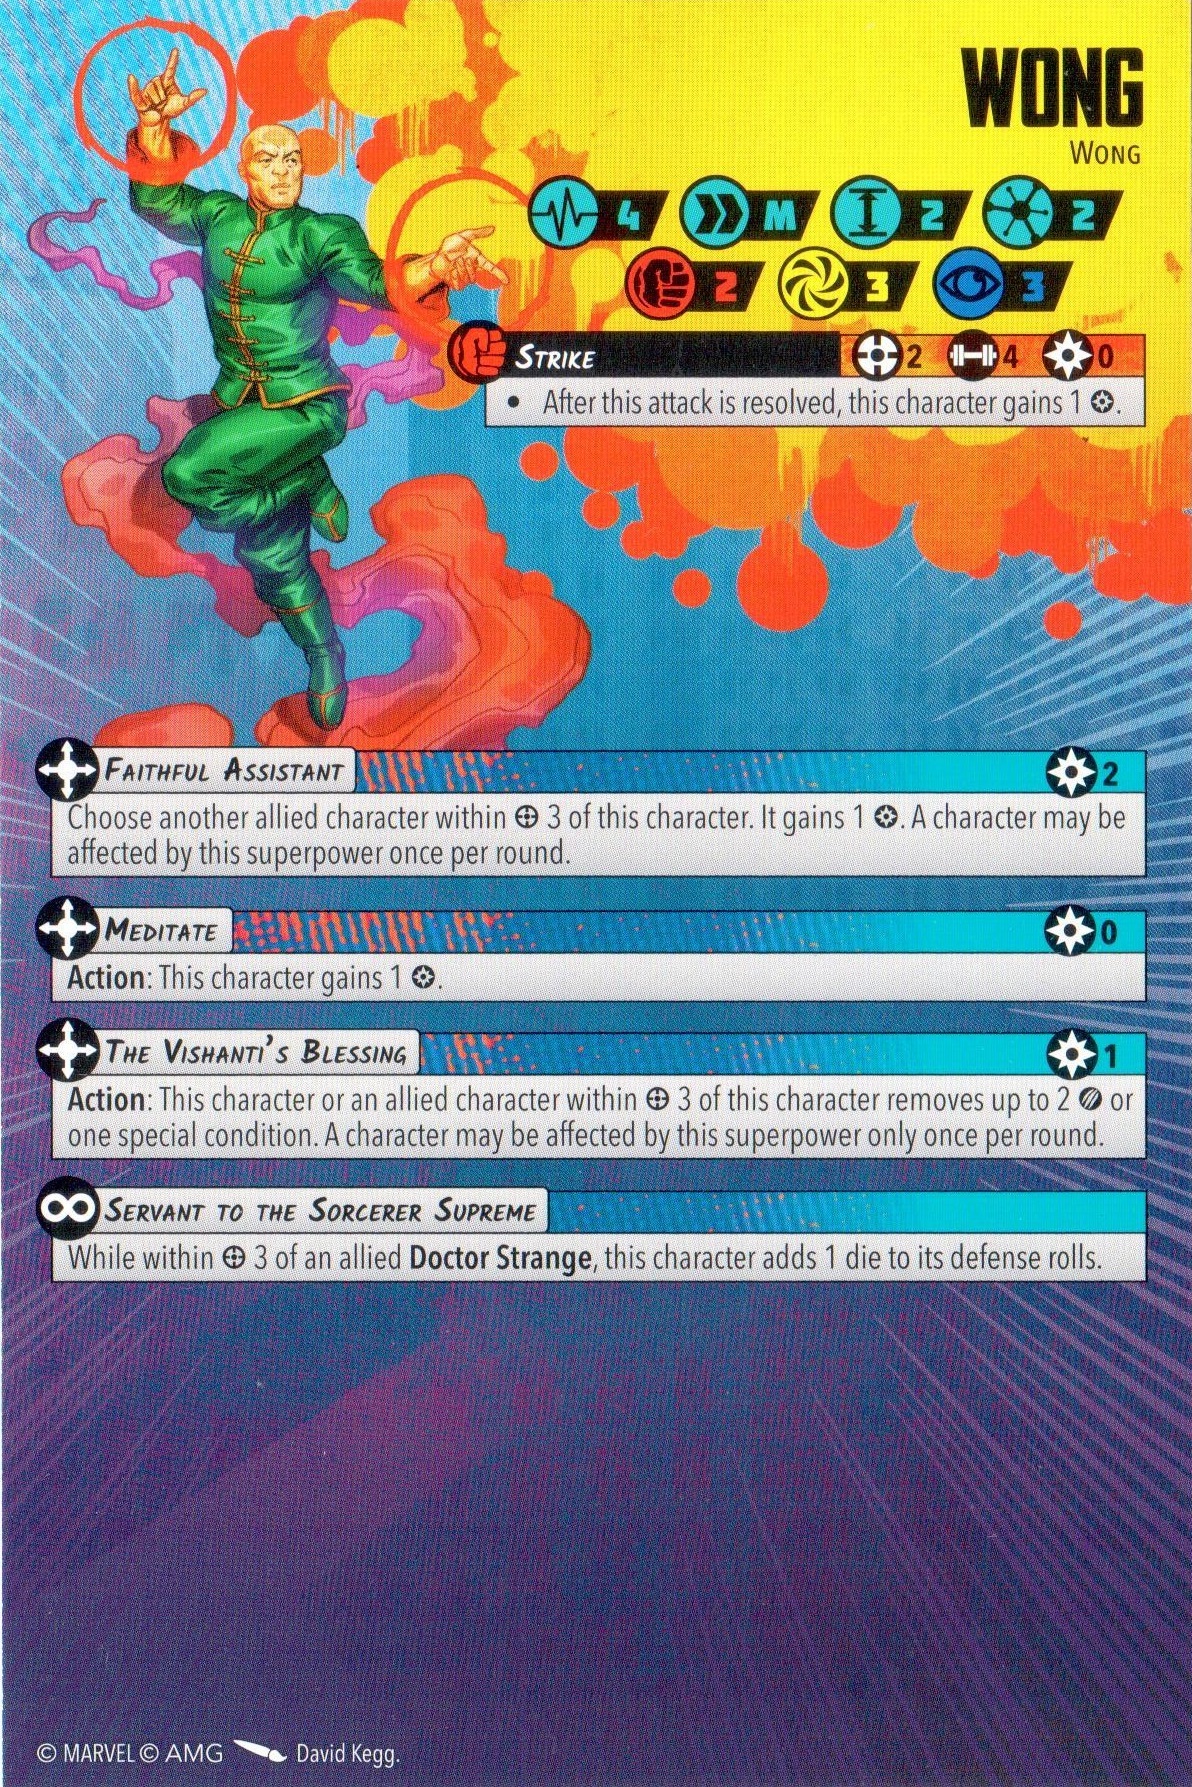 WONG
WONG
4 M 2 2
2 3 3
STRIKE 2 4 0
• After this attack is resolved, this character gains 1 .
FAITHFUL ASSISTANT 2
Choose another allied character within 3 of this character. It gains 1 . A character may be
affected by this superpower once per round.
MEDITATE 0
Action: This character gains 1 .
THE VISHANTI'S BLESSING 1
Action: This character or an allied character within 3 of this character removes up to 2 or
one special condition. A character may be affected by this superpower only once per round.
SERVANT TO THE SORCERER SUPREME
While within 3 of an allied Doctor Strange, this character adds 1 die to its defense rolls.
© MARVEL © AMG David Kegg.